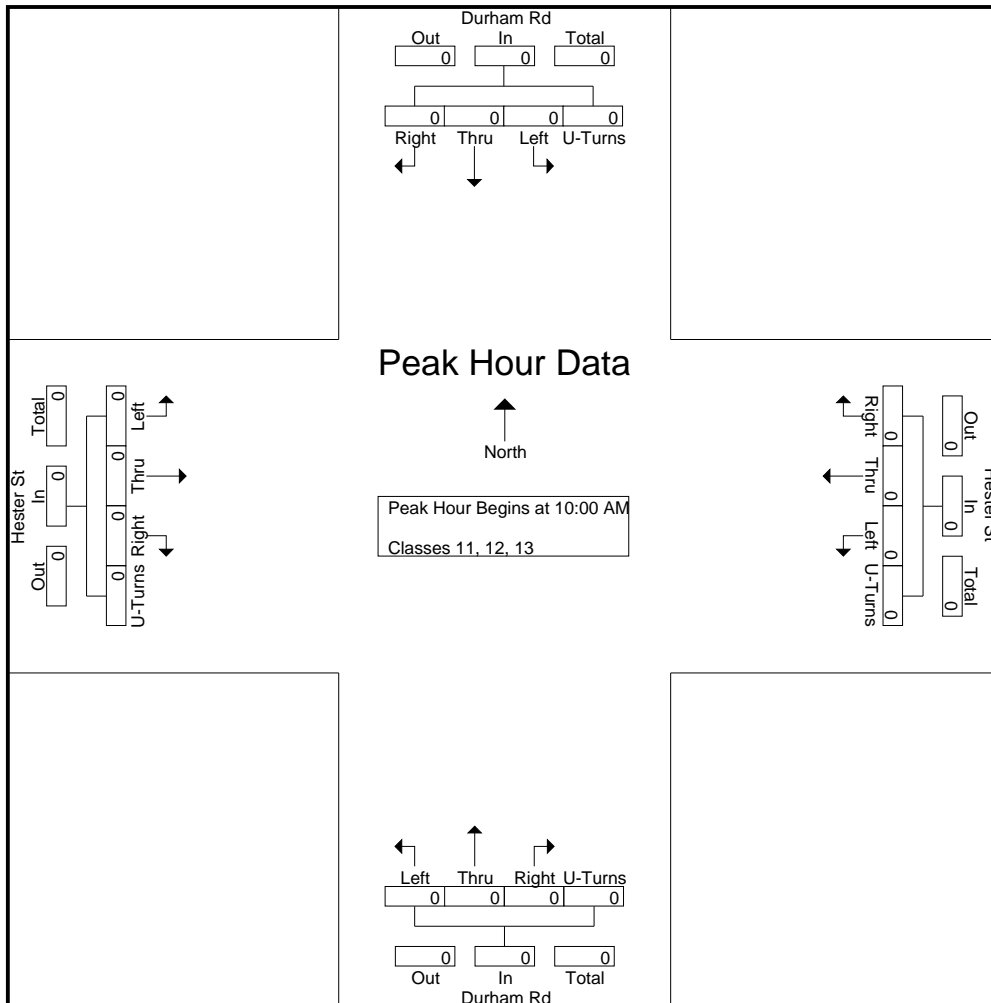 Durham Rd
Out In Total
0 0 0
0 0 0 0
Right Thru Left U-Turns
Peak Hour Data
North
Peak Hour Begins at 10:00 AM
Classes 11, 12, 13
Hester St
Total In Out
0 0 0
0 0 0 0
Left Thru Right U-Turns
Right Thru Left U-Turns
0 0 0 0
0 0 0
Out In Total
Hester St
Left Thru Right U-Turns
0 0 0 0
0 0 0
Out In Total
Durham Rd